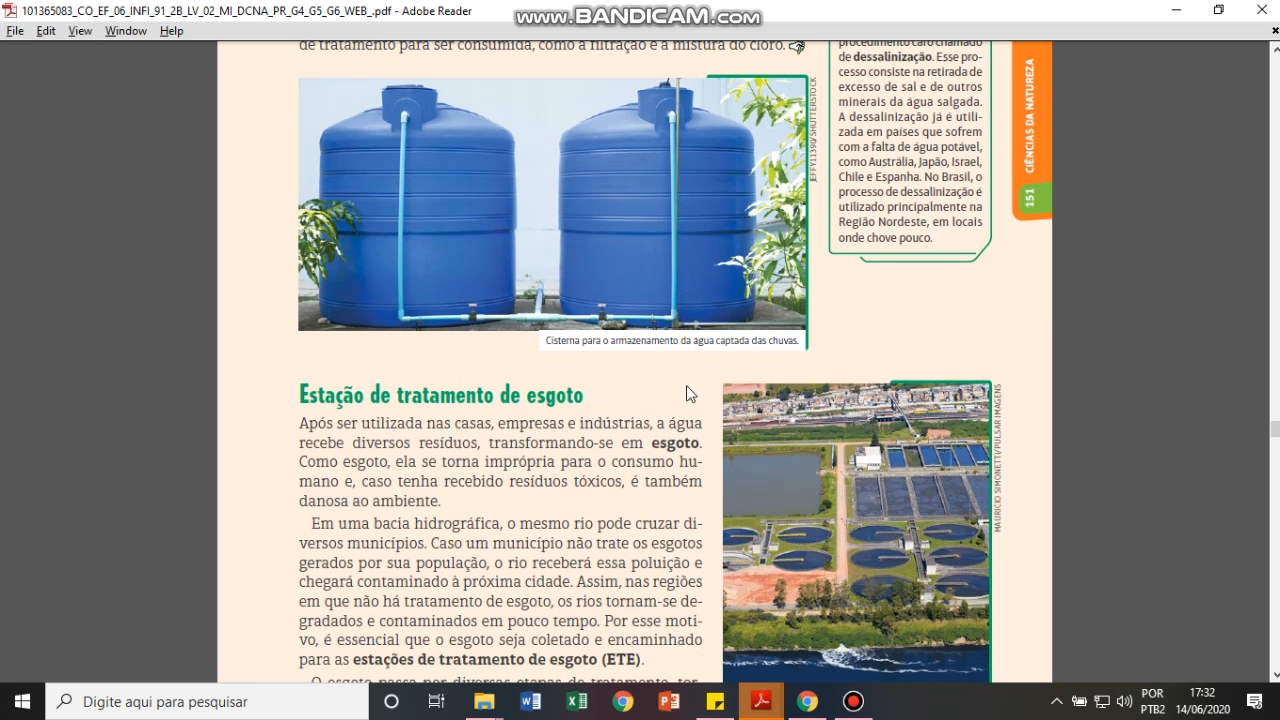 101365083_CO_EF_06_INFI_91_2B_LV_02_MI_DCNA_PR_G4_G5_G6_WEB_.pdf - Adobe Reader
www.BANDICAM.com
File Edit View Window Help
de tratamento para ser consumida, como a filtração e a mistura do cloro.
JEFFY11390/SHUTTERSTOCK
Cisterna para o armazenamento da água captada das chuvas.
procedimento caro chamado
de dessalinização. Esse pro-
cesso consiste na retirada de
excesso de sal e de outros
minerais da água salgada.
A dessalinização já é utili-
zada em países que sofrem
com a falta de água potável,
como Austrália, Japão, Israel,
Chile e Espanha. No Brasil, o
processo de dessalinização é
utilizado principalmente na
Região Nordeste, em locais
onde chove pouco.
CIÊNCIAS DA NATUREZA
151
Estação de tratamento de esgoto
Após ser utilizada nas casas, empresas e indústrias, a água
recebe diversos resíduos, transformando-se em esgoto.
Como esgoto, ela se torna imprópria para o consumo hu-
mano e, caso tenha recebido resíduos tóxicos, é também
danosa ao ambiente.
Em uma bacia hidrográfica, o mesmo rio pode cruzar di-
versos municípios. Caso um município não trate os esgotos
gerados por sua população, o rio receberá essa poluição e
chegará contaminado à próxima cidade. Assim, nas regiões
em que não há tratamento de esgoto, os rios tornam-se de-
gradados e contaminados em pouco tempo. Por esse moti-
vo, é essencial que o esgoto seja coletado e encaminhado
para as estações de tratamento de esgoto (ETE).
O esgoto passa por diversas etapas de tratamento, tor-
MAURICIO SIMONETTI/PULSAR IMAGENS
Digite aqui para pesquisar
POR
PTB2
17:32
14/06/2020